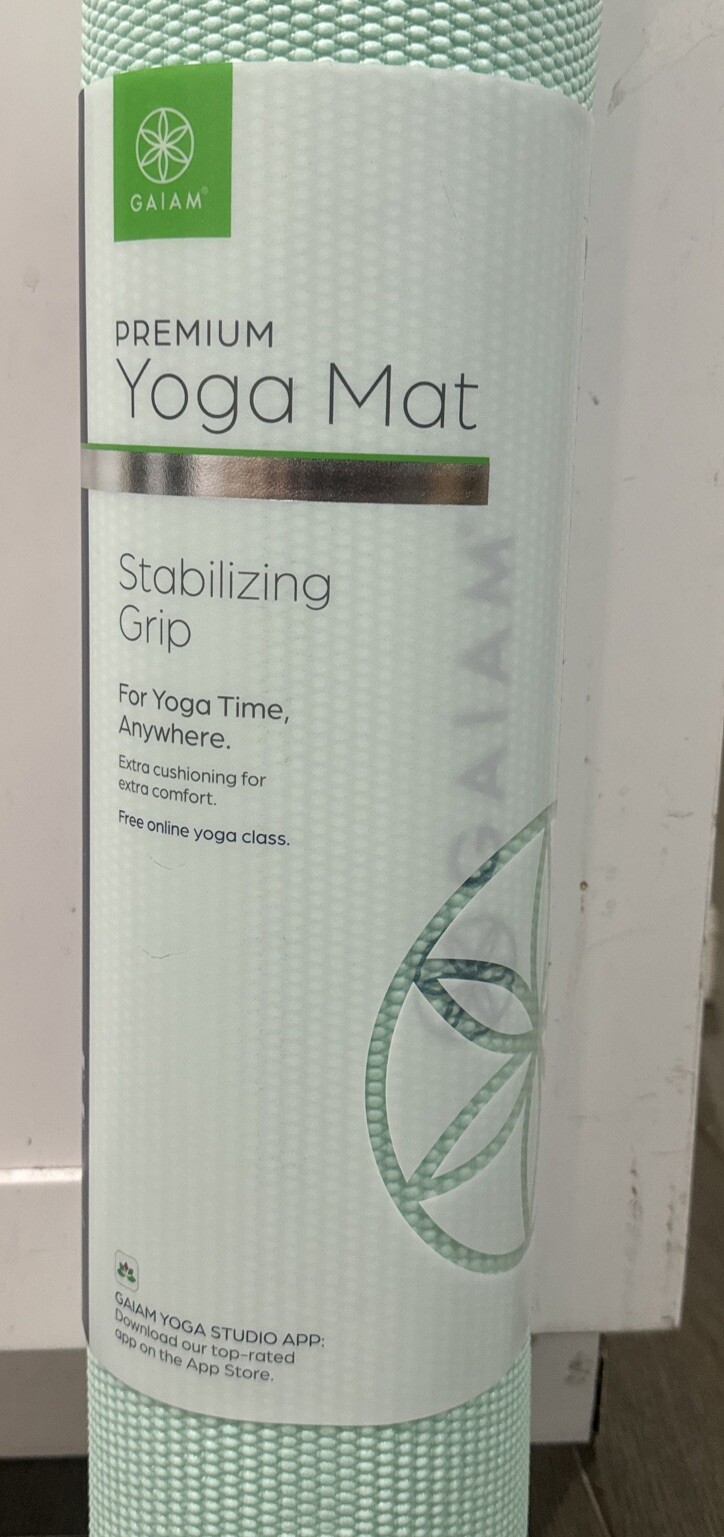 GAIAM®
PREMIUM
Yoga Mat
Stabilizing
Grip
For Yoga Time,
Anywhere.
Extra cushioning for
extra comfort.
Free online yoga class.
GAIAM
GAIAM YOGA STUDIO APP:
Download our top-rated
app on the App Store.